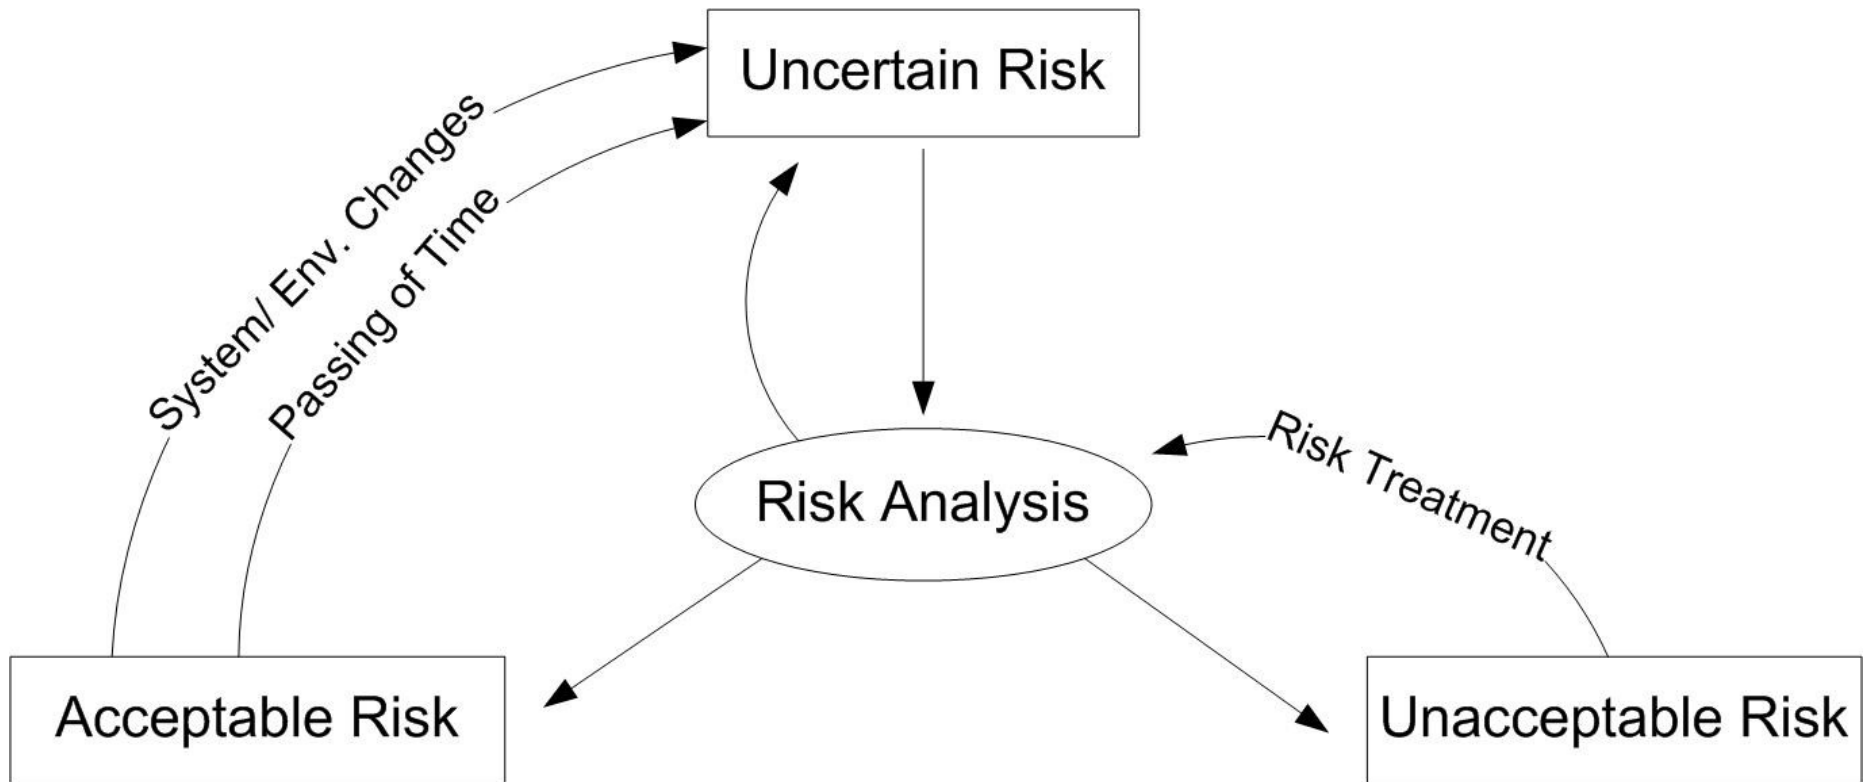 Uncertain Risk
System/ Env. Changes
Passing of Time
Risk Treatment
Risk Analysis
Acceptable Risk
Unacceptable Risk